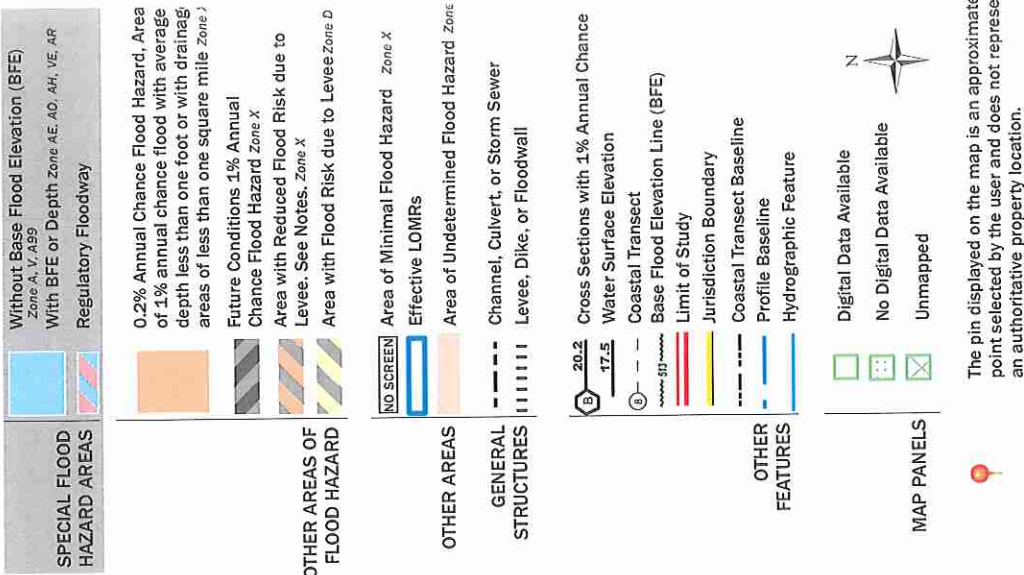 SPECIAL FLOOD
HAZARD AREAS
Without Base Flood Elevation (BFE)
Zone A, V, A99
With BFE or Depth Zone AE, AO, AH, VE, AR
Regulatory Floodway
OTHER AREAS OF
FLOOD HAZARD
0.2% Annual Chance Flood Hazard, Area
of 1% annual chance flood with average
depth less than one foot or with drainag
areas of less than one square mile Zone
Future Conditions 1% Annual
Chance Flood Hazard Zone X
Area with Reduced Flood Risk due to
Levee. See Notes. Zone X
Area with Flood Risk due to Levee Zone D
OTHER AREAS
NO SCREEN
Area of Minimal Flood Hazard Zone X
Effective LOMRs
Area of Undetermined Flood Hazard Zone
GENERAL
STRUCTURES
Channel, Culvert, or Storm Sewer
Levee, Dike, or Floodwall
OTHER
FEATURES
B 20.2
Cross Sections with 1% Annual Chance
17.5
Water Surface Elevation
8
Coastal Transect
513
Base Flood Elevation Line (BFE)
Limit of Study
Jurisdiction Boundary
Coastal Transect Baseline
Profile Baseline
Hydrographic Feature
MAP PANELS
Digital Data Available
No Digital Data Available
Unmapped
N
The pin displayed on the map is an approximate
point selected by the user and does not represe
an authoritative property location.